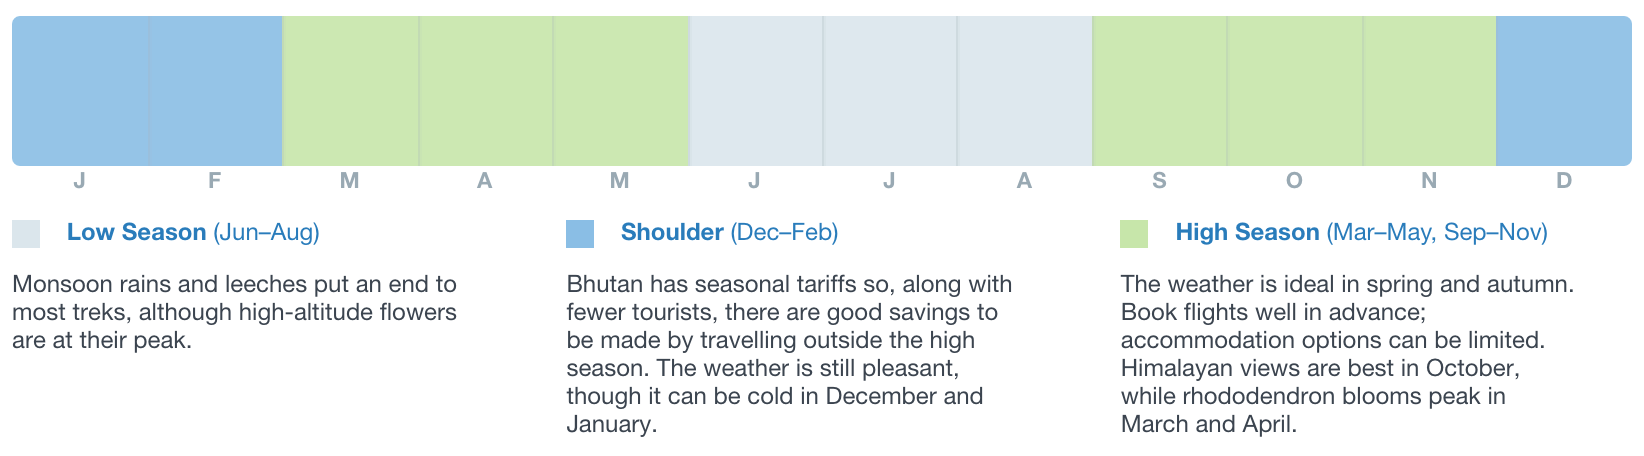 J F M A M J J A S O N D
Low Season (Jun–Aug)
Monsoon rains and leeches put an end to
most treks, although high-altitude flowers
are at their peak.
Shoulder (Dec–Feb)
Bhutan has seasonal tariffs so, along with
fewer tourists, there are good savings to
be made by travelling outside the high
season. The weather is still pleasant,
though it can be cold in December and
January.
High Season (Mar–May, Sep–Nov)
The weather is ideal in spring and autumn.
Book flights well in advance;
accommodation options can be limited.
Himalayan views are best in October,
while rhododendron blooms peak in
March and April.